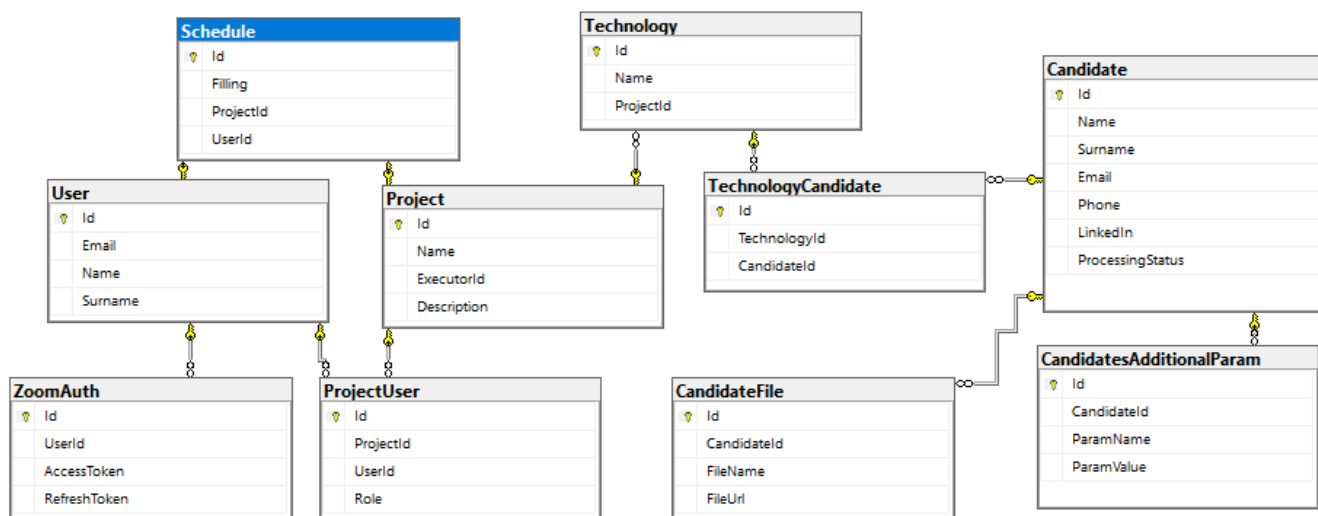 Schedule
Id
Filling
ProjectId
UserId
Technology
Id
Name
ProjectId
Candidate
Id
Name
Surname
Email
Phone
LinkedIn
ProcessingStatus
User
Id
Email
Name
Surname
Project
Id
Name
ExecutorId
Description
TechnologyCandidate
Id
TechnologyId
CandidateId
ZoomAuth
Id
UserId
AccessToken
RefreshToken
ProjectUser
Id
ProjectId
UserId
Role
CandidateFile
Id
CandidateId
FileName
FileUrl
CandidatesAdditionalParam
Id
CandidateId
ParamName
ParamValue